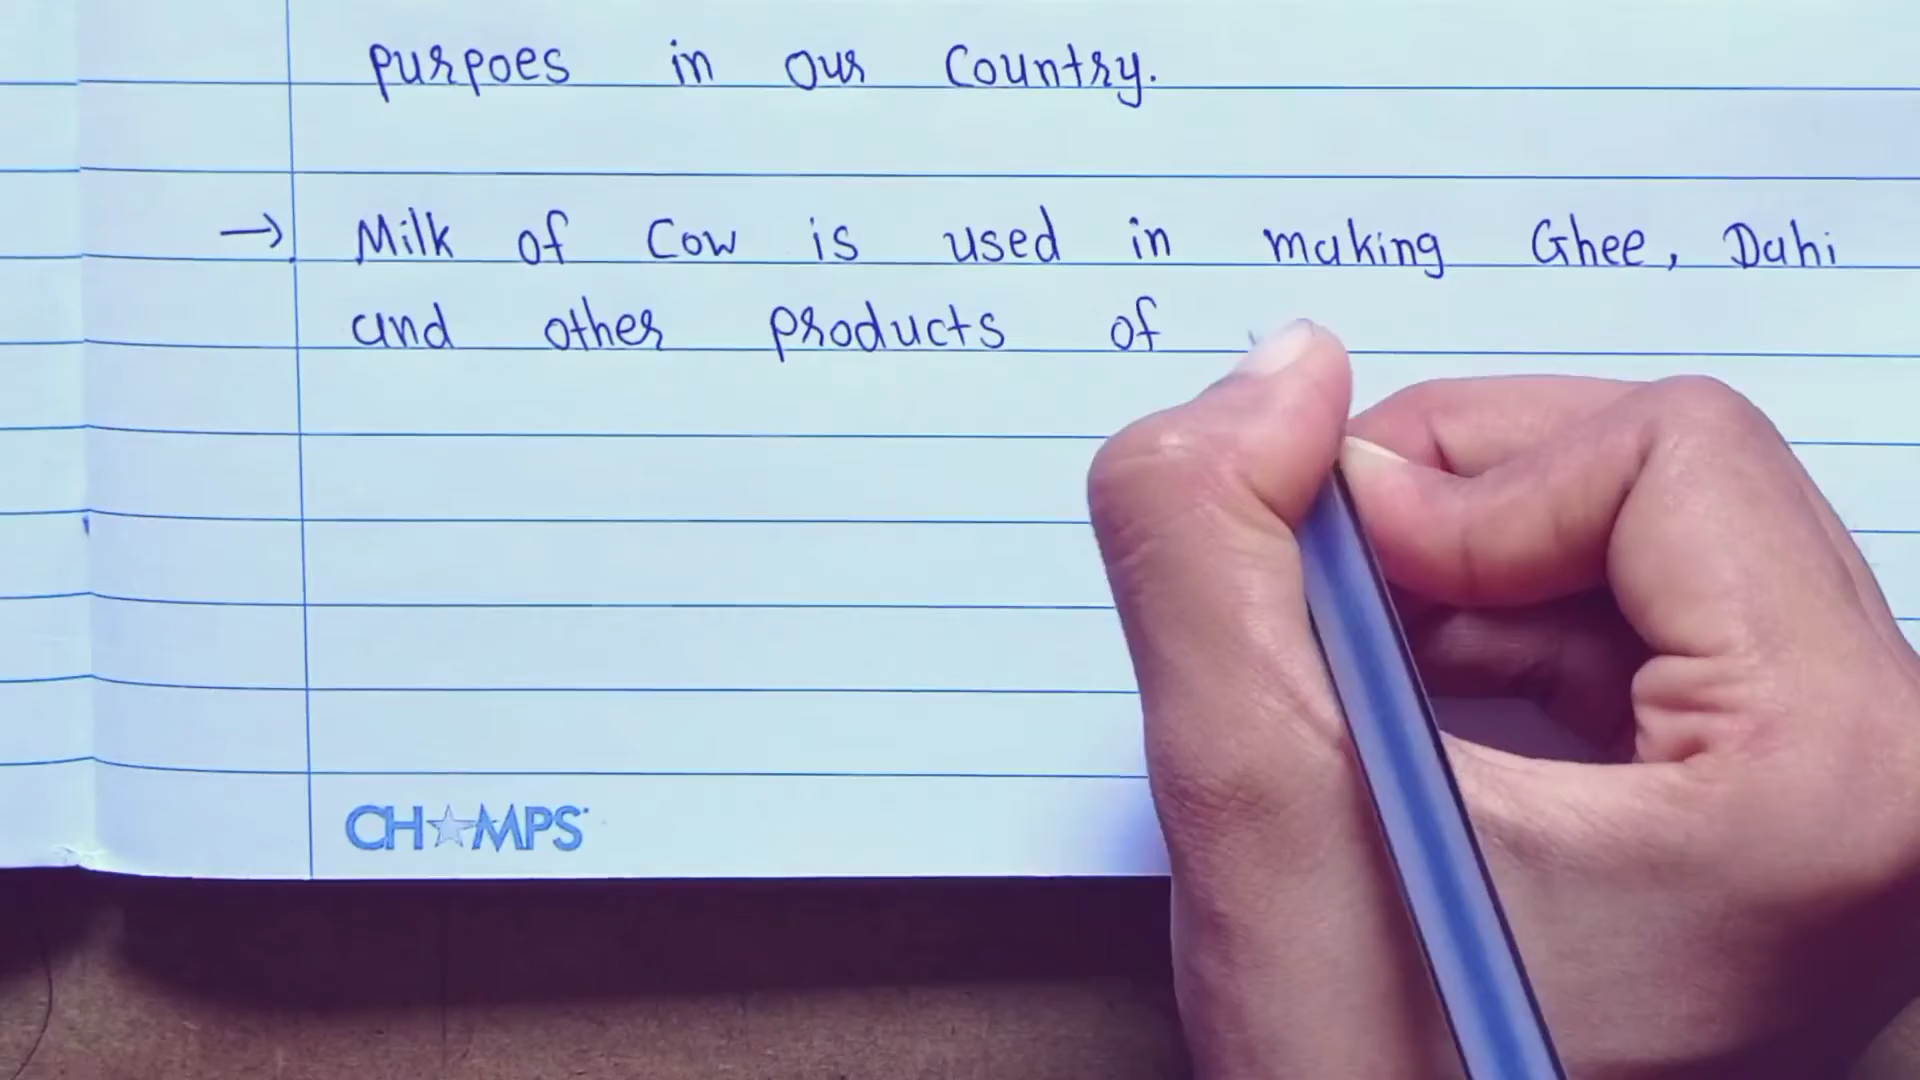 purpoes in our Country.
→ Milk of Cow is used in making Ghee, Dahi
and other products of
CHAMPS